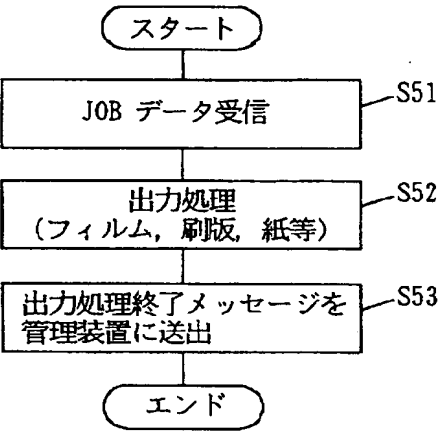 スタート
JOB データ受信
S51
出力処理
S52
(フィルム, 刷版, 紙等)
出力処理終了メッセージを
S53
管理装置に送出
エンド